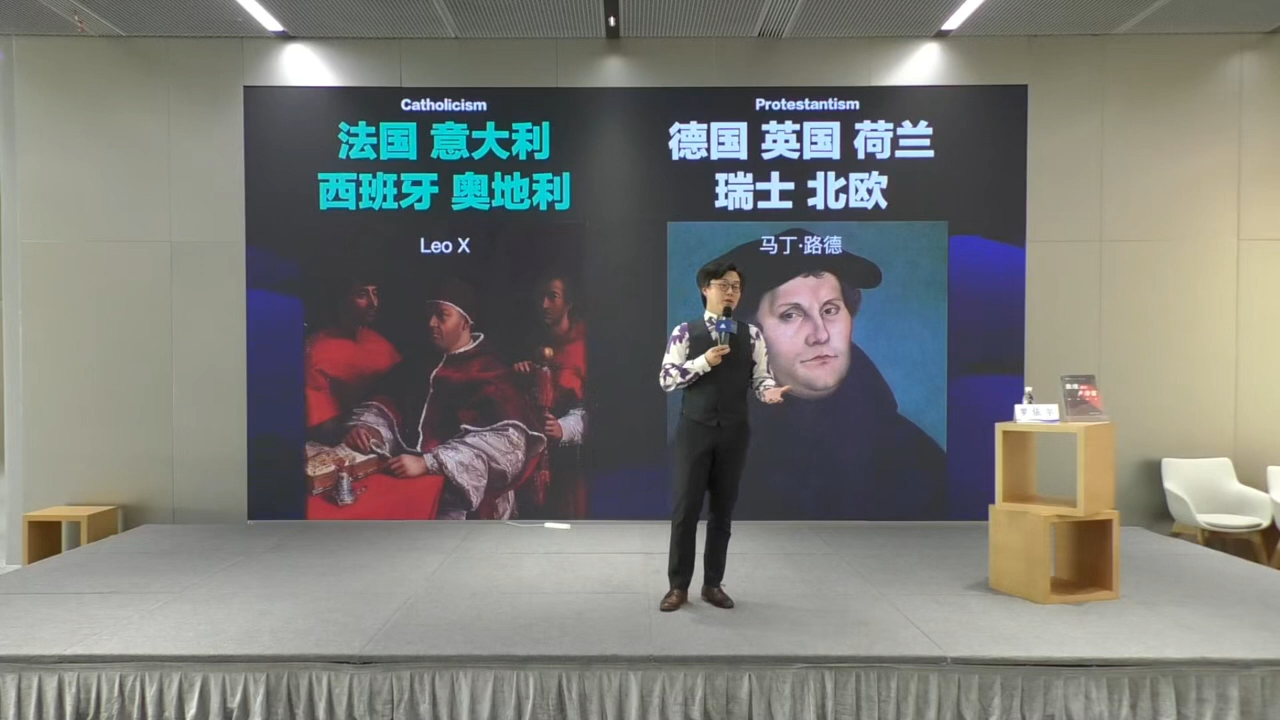 Catholicism
法国 意大利
西班牙 奥地利
Leo X
Protestantism
德国 英国 荷兰
瑞士 北欧
马丁·路德